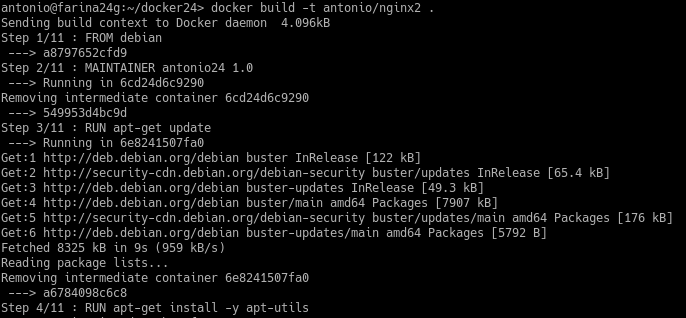 antonio@farina24g:~/docker24> docker build -t antonio/nginx2 .
Sending build context to Docker daemon  4.096kB
Step 1/11 : FROM debian
 ---> a8797652cfd9
Step 2/11 : MAINTAINER antonio24 1.0
 ---> Running in 6cd24d6c9290
Removing intermediate container 6cd24d6c9290
 ---> 549953d4bc9d
Step 3/11 : RUN apt-get update
 ---> Running in 6e8241507fa0
Get:1 http://deb.debian.org/debian buster InRelease [122 kB]
Get:2 http://security-cdn.debian.org/debian-security buster/updates InRelease [65.4 kB]
Get:3 http://deb.debian.org/debian buster-updates InRelease [49.3 kB]
Get:4 http://deb.debian.org/debian buster/main amd64 Packages [7907 kB]
Get:5 http://security-cdn.debian.org/debian-security buster/updates/main amd64 Packages [176 kB]
Get:6 http://deb.debian.org/debian buster-updates/main amd64 Packages [5792 B]
Fetched 8325 kB in 9s (959 kB/s)
Reading package lists...
Removing intermediate container 6e8241507fa0
 ---> a6784098c6c8
Step 4/11 : RUN apt-get install -y apt-utils